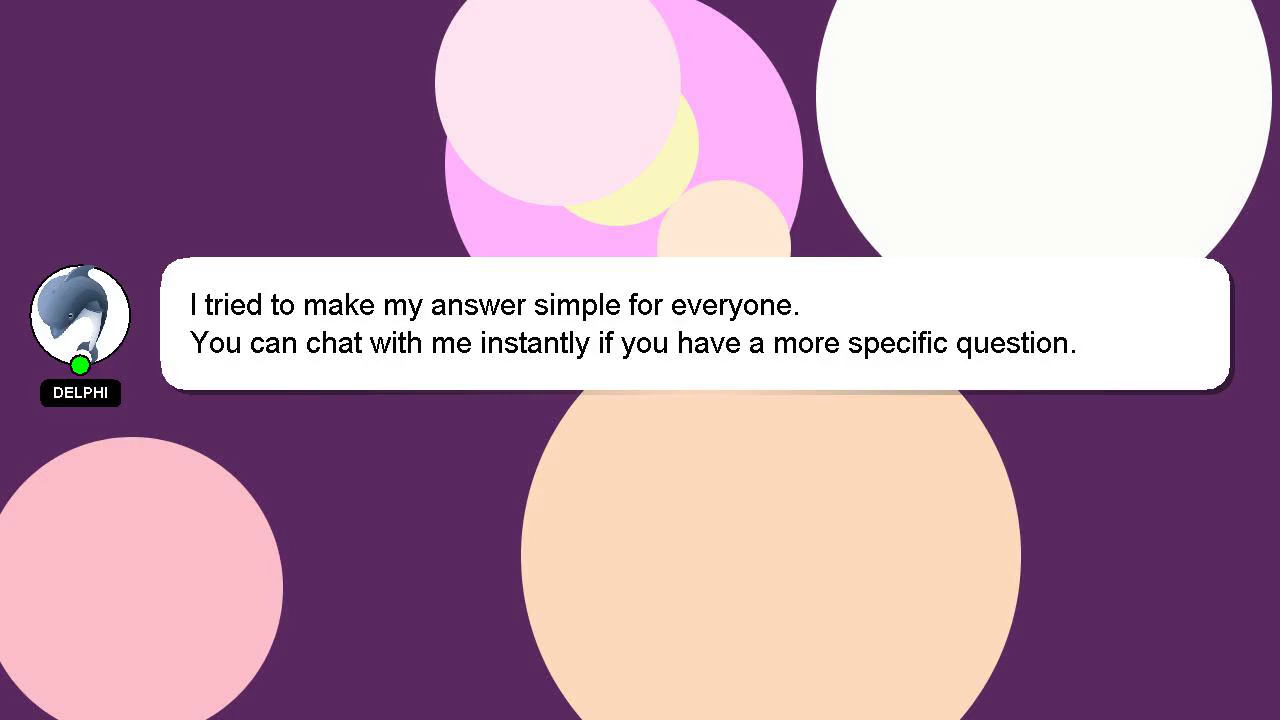 I tried to make my answer simple for everyone.
You can chat with me instantly if you have a more specific question.
DELPHI